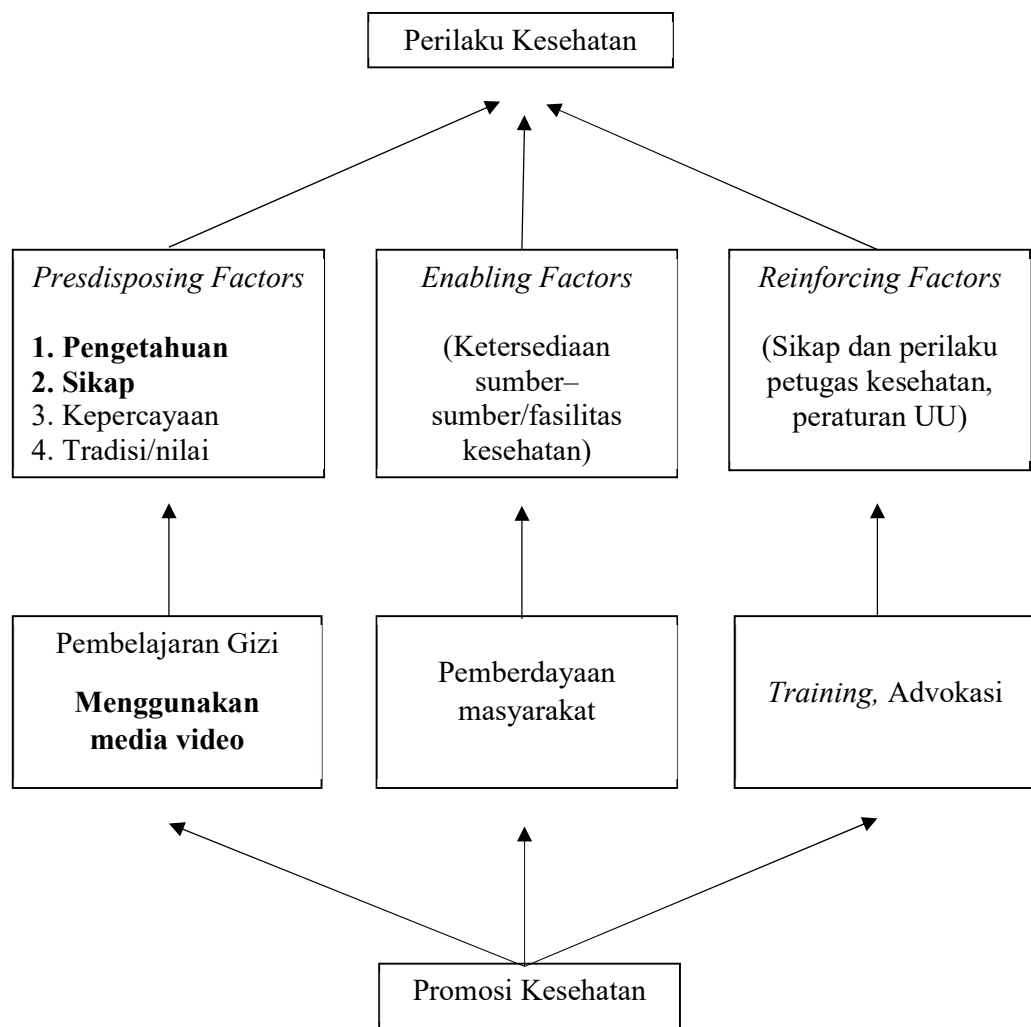 Perilaku Kesehatan
Presdisposing Factors
1. Pengetahuan
2. Sikap
3. Kepercayaan
4. Tradisi/nilai
Enabling Factors
(Ketersediaan
sumber–
sumber/fasilitas
kesehatan)
Reinforcing Factors
(Sikap dan perilaku
petugas kesehatan,
peraturan UU)
Pembelajaran Gizi
Menggunakan
media video
Pemberdayaan
masyarakat
Training, Advokasi
Promosi Kesehatan